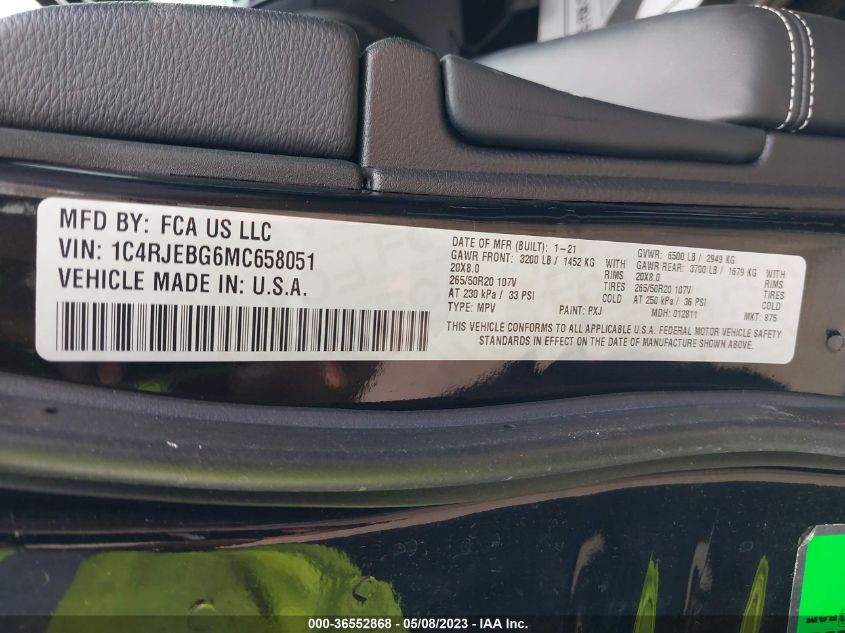 MFD BY: FCA US LLC
VIN: 1C4RJEBG6MC658051
VEHICLE MADE IN: U.S.A.
DATE OF MFR (BUILT): 1-21
GAWR FRONT: 3200 LB / 1452 KG WITH
20X8.0 RIMS
265/50R20 107V TIRES
AT 230 kPa / 33 PSI COLD
TYPE: MPV PAINT: PXJ
GVWR: 6500 LB / 2949 KG
GAWR REAR: 3700 LB / 1679 KG WITH
20X8.0 RIMS
265/50R20 107V TIRES
AT 250 kPa / 36 PSI COLD
MDH: 012811 MKT: 875
THIS VEHICLE CONFORMS TO ALL APPLICABLE U.S.A. FEDERAL MOTOR VEHICLE SAFETY
STANDARDS IN EFFECT ON THE DATE OF MANUFACTURE SHOWN ABOVE.
000-36552868 - 05/08/2023 - IAA Inc.